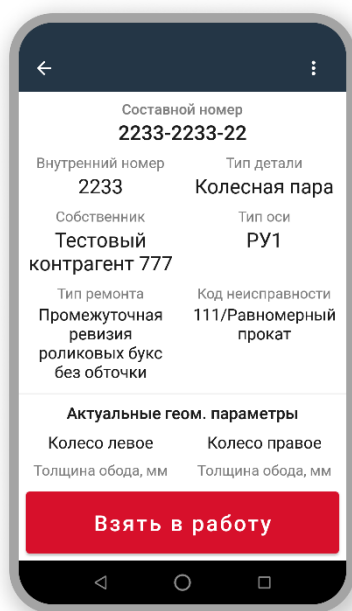 Составной номер
2233-2233-22
Внутренний номер Тип детали
2233 Колесная пара
Собственник Тип оси
Тестовый РУ1
контрагент 777
Тип ремонта Код неисправности
Промежуточная 111/Равномерный
ревизия прокат
роликовых букс
без обточки
Актуальные геом. параметры
Колесо левое Колесо правое
Толщина обода, мм Толщина обода, мм
Взять в работу